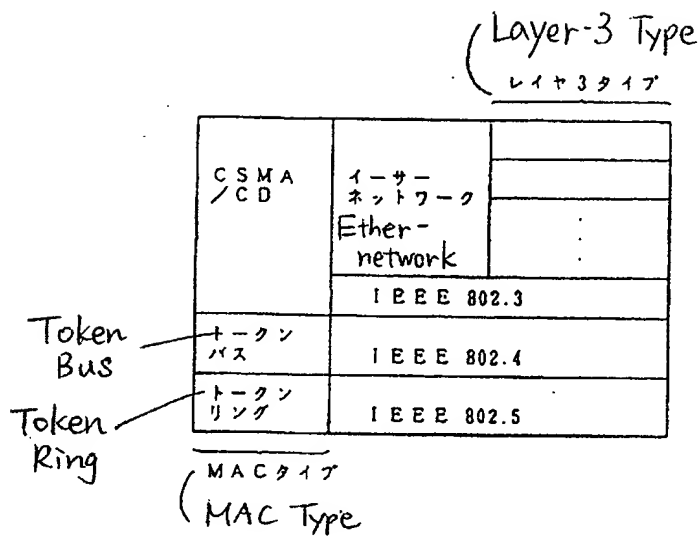 Layer-3 Type
レイヤ3タイプ
CSMA
/CD
イーサー
ネットワーク
Ether-
network
IEEE 802.3
Token
Bus
トークン
バス
IEEE 802.4
Token
Ring
トークン
リング
IEEE 802.5
MACタイプ
MAC Type